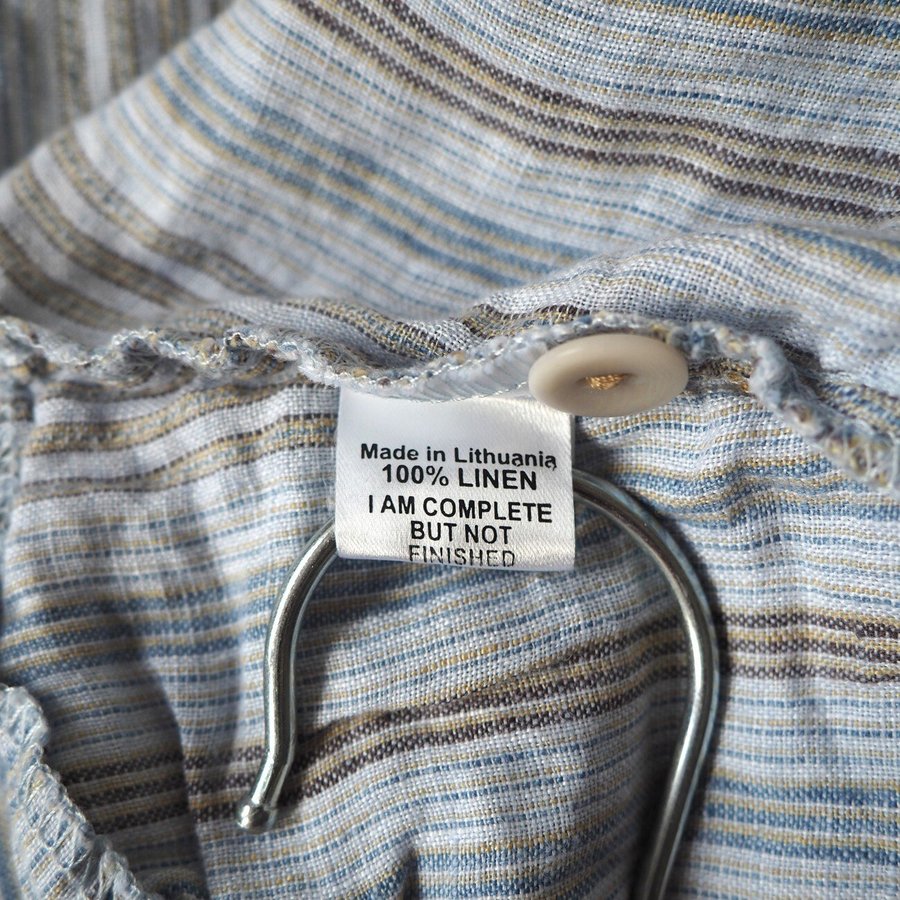 Made in Lithuania
100% LINEN
I AM COMPLETE
BUT NOT
FINISHED